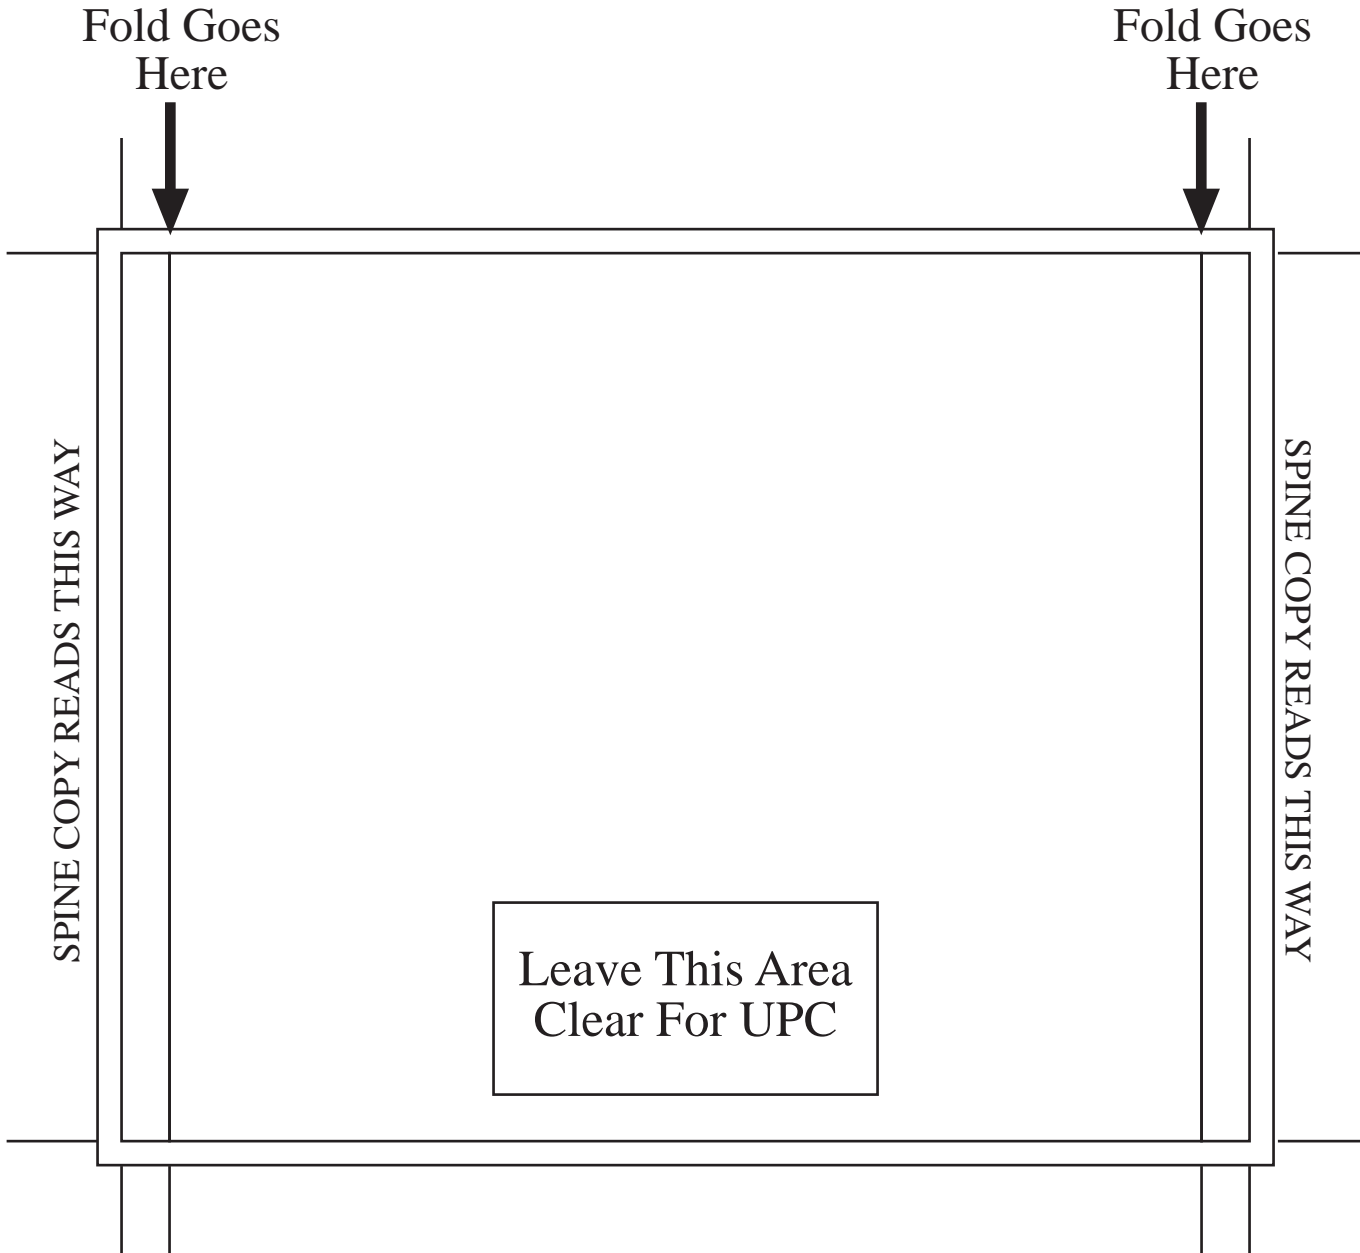 Fold Goes
Here
Fold Goes
Here
SPINE COPY READS THIS WAY
SPINE COPY READS THIS WAY
Leave This Area
Clear For UPC